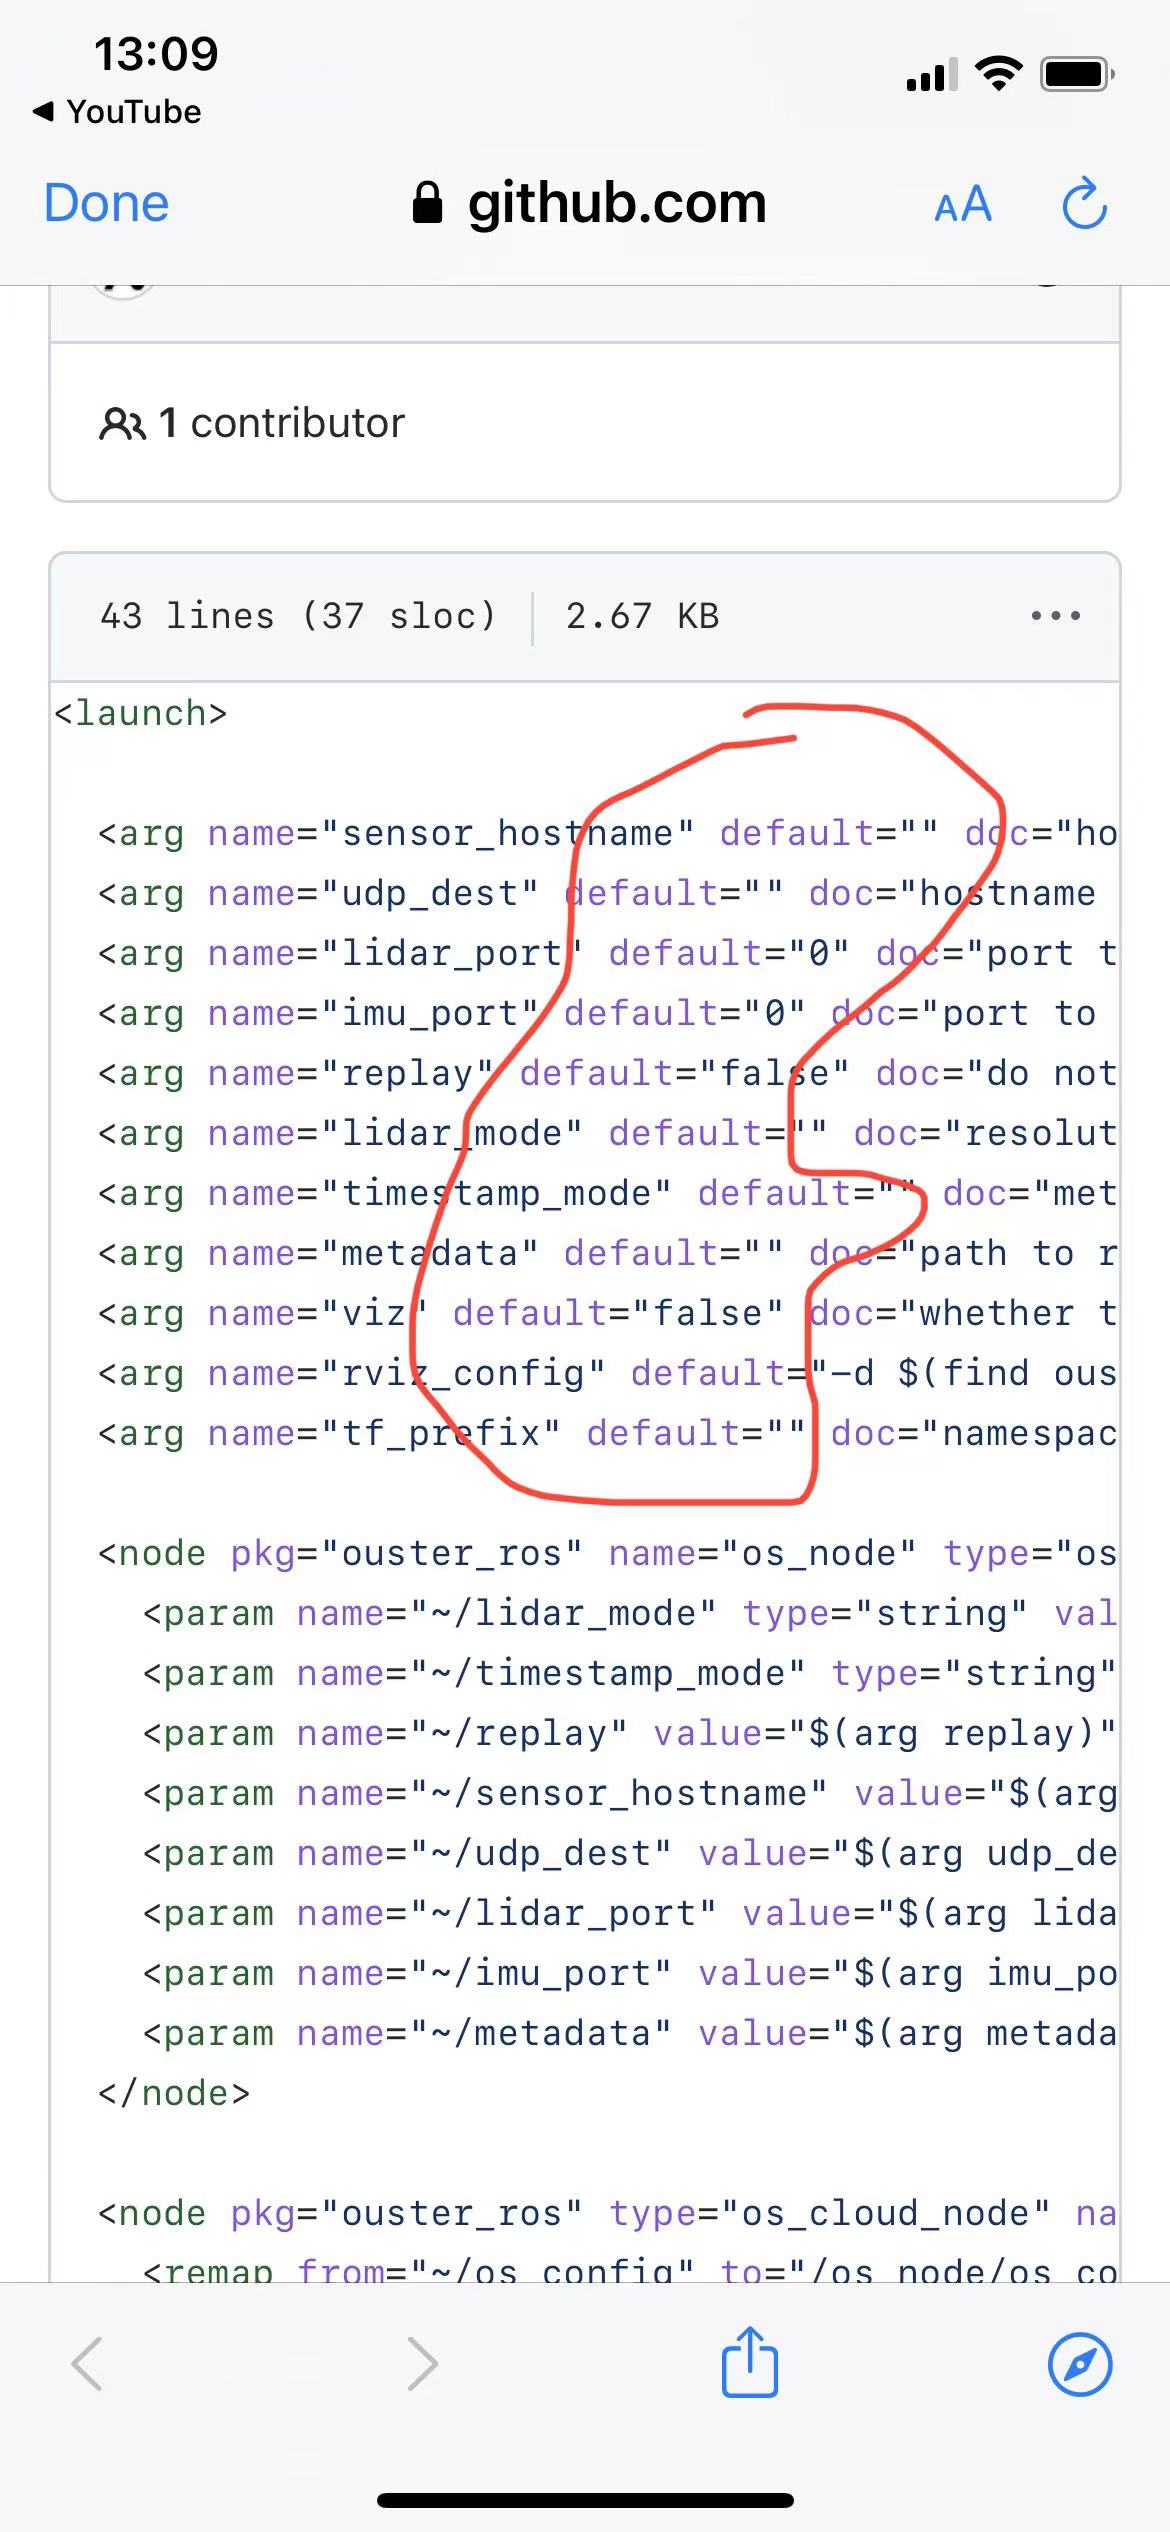 13:09
YouTube
Done
github.com
AA
1 contributor
43 lines (37 sloc)
2.67 KB
<launch>
<arg name="sensor_hostname" default="" doc="ho
<arg name="udp_dest" default="" doc="hostname
<arg name="lidar_port" default="0" doc="port t
<arg name="imu_port" default="0" doc="port to
<arg name="replay" default="false" doc="do not
<arg name="lidar_mode" default="" doc="resolut
<arg name="timestamp_mode" default="" doc="met
<arg name="metadata" default="" doc="path to r
<arg name="viz" default="false" doc="whether t
<arg name="rviz_config" default="-d $(find ous
<arg name="tf_prefix" default="" doc="namespac
<node pkg="ouster_ros" name="os_node" type="os
<param name="~/lidar_mode" type="string" val
<param name="~/timestamp_mode" type="string"
<param name="~/replay" value="$(arg replay)"
<param name="~/sensor_hostname" value="$(arg
<param name="~/udp_dest" value="$(arg udp_de
<param name="~/lidar_port" value="$(arg lida
<param name="~/imu_port" value="$(arg imu_po
<param name="~/metadata" value="$(arg metada
</node>
<node pkg="ouster_ros" type="os_cloud_node" na
<remap from="~/os_config" to="/os_node/os_co